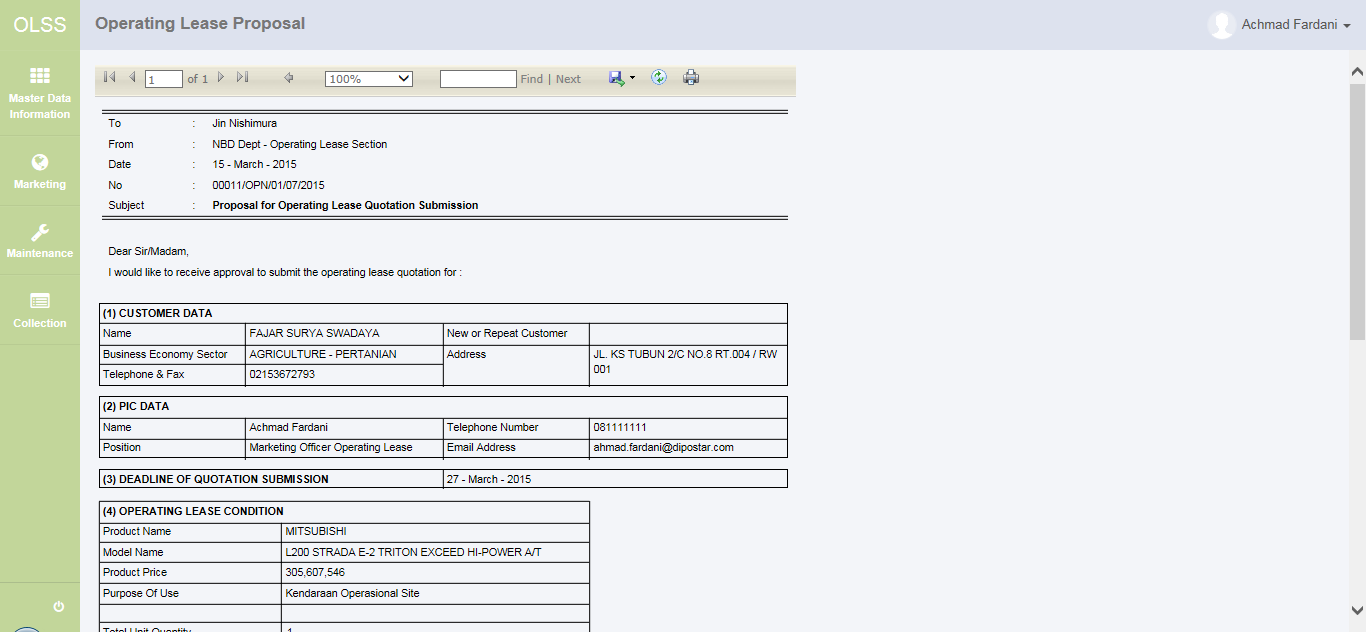 OLSS
Operating Lease Proposal
Achmad Fardani
Master Data
Information
Marketing
Maintenance
Collection
1 of 1 100% Find | Next
To : Jin Nishimura
From : NBD Dept - Operating Lease Section
Date : 15 - March - 2015
No : 00011/OPN/01/07/2015
Subject : Proposal for Operating Lease Quotation Submission
Dear Sir/Madam,
I would like to receive approval to submit the operating lease quotation for :
(1) CUSTOMER DATA
Name FAJAR SURYA SWADAYA New or Repeat Customer
Business Economy Sector AGRICULTURE - PERTANIAN Address JL. KS TUBUN 2/C NO.8 RT.004 / RW
001
Telephone & Fax 02153672793
(2) PIC DATA
Name Achmad Fardani Telephone Number 081111111
Position Marketing Officer Operating Lease Email Address ahmad.fardani@dipostar.com
(3) DEADLINE OF QUOTATION SUBMISSION 27 - March - 2015
(4) OPERATING LEASE CONDITION
Product Name MITSUBISHI
Model Name L200 STRADA E-2 TRITON EXCEED HI-POWER A/T
Product Price 305,607,546
Purpose Of Use Kendaraan Operasional Site
Total Unit Quantity 1